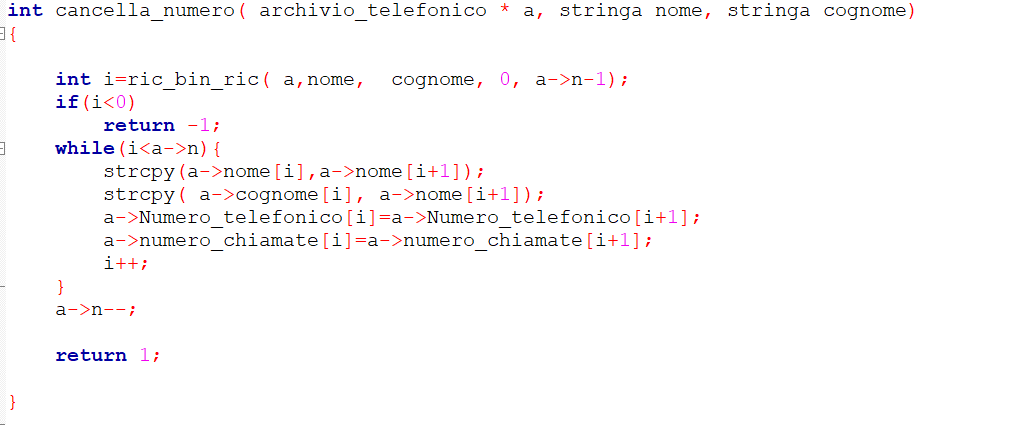 int cancella_numero( archivio_telefonico * a, stringa nome, stringa cognome)
{
int i=ric_bin_ric( a,nome,  cognome, 0, a->n-1);
if(i<0)
return -1;
while(i<a->n){
strcpy(a->nome[i],a->nome[i+1]);
strcpy( a->cognome[i], a->nome[i+1]);
a->Numero_telefonico[i]=a->Numero_telefonico[i+1];
a->numero_chiamate[i]=a->numero_chiamate[i+1];
i++;
}
a->n--;
return 1;
}